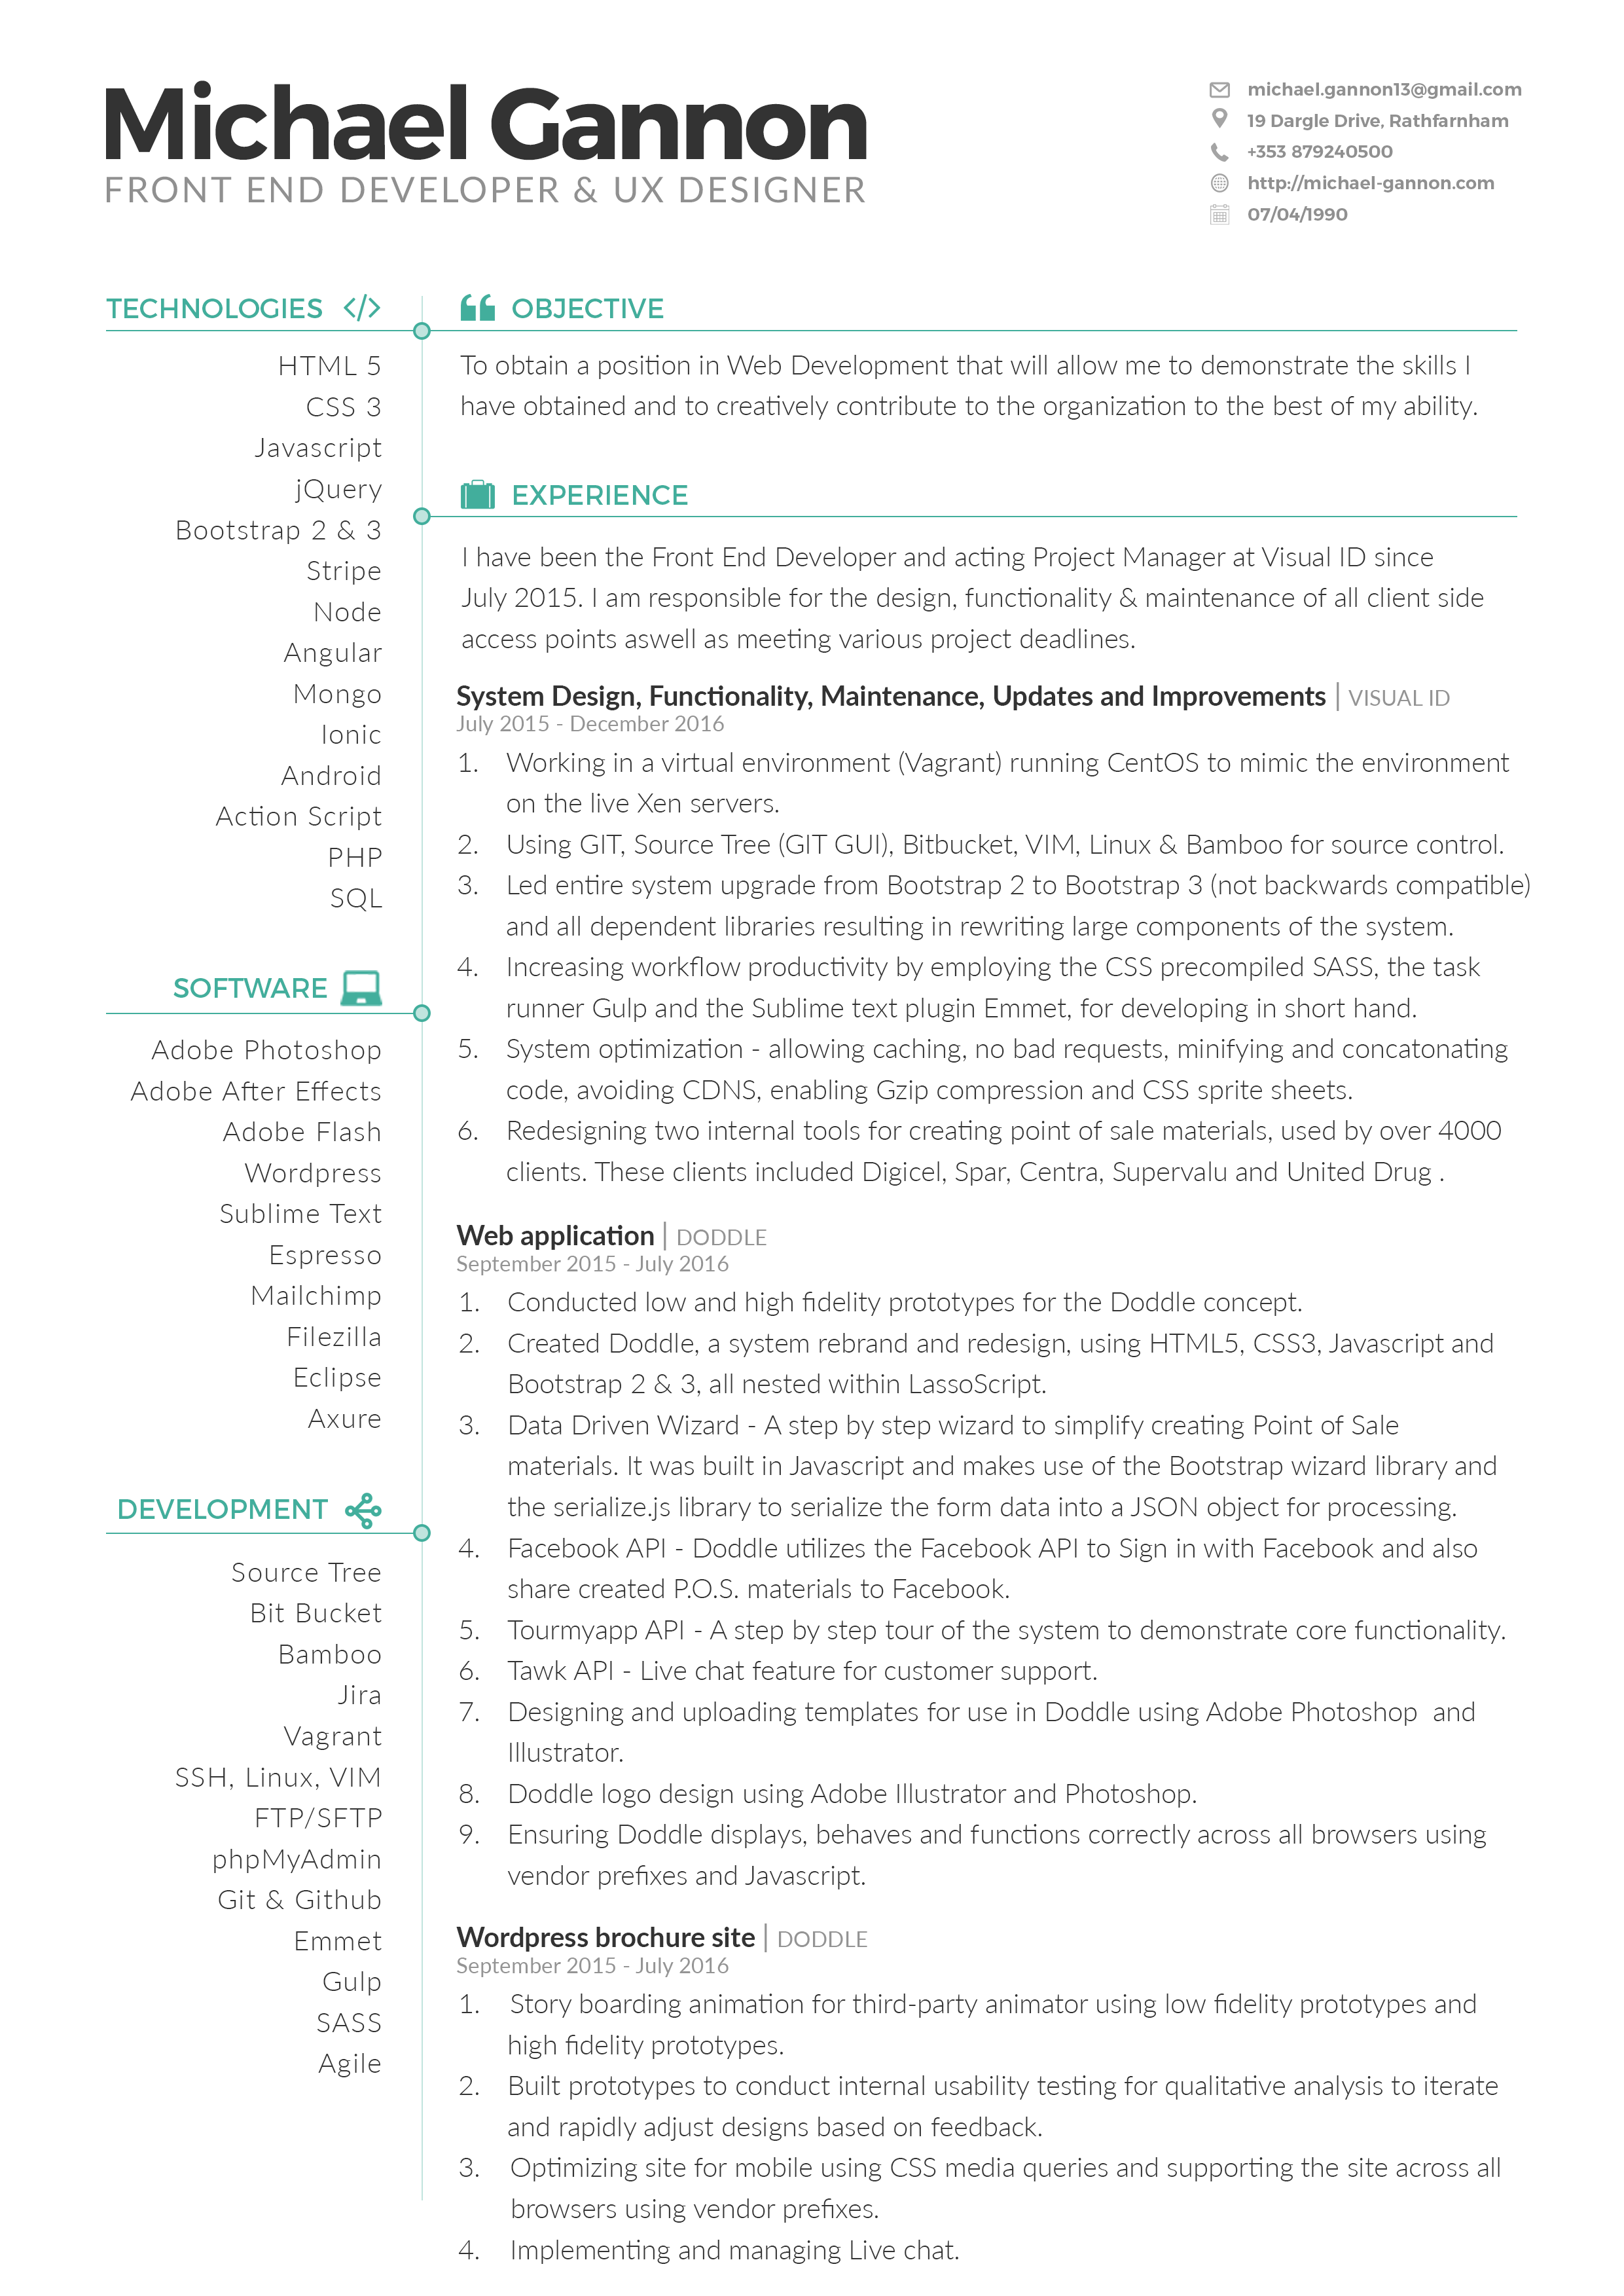 Michael Gannon
FRONT END DEVELOPER & UX DESIGNER
michael.gannon13@gmail.com
19 Dargle Drive, Rathfarnham
+353 879240500
http://michael-gannon.com
07/04/1990
TECHNOLOGIES
HTML 5
CSS 3
Javascript
jQuery
Bootstrap 2 & 3
Stripe
Node
Angular
Mongo
Ionic
Android
Action Script
PHP
SQL
SOFTWARE
Adobe Photoshop
Adobe After Effects
Adobe Flash
Wordpress
Sublime Text
Espresso
Mailchimp
Filezilla
Eclipse
Axure
DEVELOPMENT
Source Tree
Bit Bucket
Bamboo
Jira
Vagrant
SSH, Linux, VIM
FTP/SFTP
phpMyAdmin
Git & Github
Emmet
Gulp
SASS
Agile
OBJECTIVE
To obtain a position in Web Development that will allow me to demonstrate the skills I
have obtained and to creatively contribute to the organization to the best of my ability.
EXPERIENCE
I have been the Front End Developer and acting Project Manager at Visual ID since
July 2015. I am responsible for the design, functionality & maintenance of all client side
access points aswell as meeting various project deadlines.
System Design, Functionality, Maintenance, Updates and Improvements | VISUAL ID
July 2015 - December 2016
1. Working in a virtual environment (Vagrant) running CentOS to mimic the environment
on the live Xen servers.
2. Using GIT, Source Tree (GIT GUI), Bitbucket, VIM, Linux & Bamboo for source control.
3. Led entire system upgrade from Bootstrap 2 to Bootstrap 3 (not backwards compatible)
and all dependent libraries resulting in rewriting large components of the system.
4. Increasing workflow productivity by employing the CSS precompiled SASS, the task
runner Gulp and the Sublime text plugin Emmet, for developing in short hand.
5. System optimization - allowing caching, no bad requests, minifying and concatonating
code, avoiding CDNS, enabling Gzip compression and CSS sprite sheets.
6. Redesigning two internal tools for creating point of sale materials, used by over 4000
clients. These clients included Digicel, Spar, Centra, Supervalu and United Drug .
Web application | DODDLE
September 2015 - July 2016
1. Conducted low and high fidelity prototypes for the Doddle concept.
2. Created Doddle, a system rebrand and redesign, using HTML5, CSS3, Javascript and
Bootstrap 2 & 3, all nested within LassoScript.
3. Data Driven Wizard - A step by step wizard to simplify creating Point of Sale
materials. It was built in Javascript and makes use of the Bootstrap wizard library and
the serialize.js library to serialize the form data into a JSON object for processing.
4. Facebook API - Doddle utilizes the Facebook API to Sign in with Facebook and also
share created P.O.S. materials to Facebook.
5. Tourmyapp API - A step by step tour of the system to demonstrate core functionality.
6. Tawk API - Live chat feature for customer support.
7. Designing and uploading templates for use in Doddle using Adobe Photoshop  and
Illustrator.
8. Doddle logo design using Adobe Illustrator and Photoshop.
9. Ensuring Doddle displays, behaves and functions correctly across all browsers using
vendor prefixes and Javascript.
Wordpress brochure site | DODDLE
September 2015 - July 2016
1. Story boarding animation for third-party animator using low fidelity prototypes and
high fidelity prototypes.
2. Built prototypes to conduct internal usability testing for qualitative analysis to iterate
and rapidly adjust designs based on feedback.
3. Optimizing site for mobile using CSS media queries and supporting the site across all
browsers using vendor prefixes.
4. Implementing and managing Live chat.